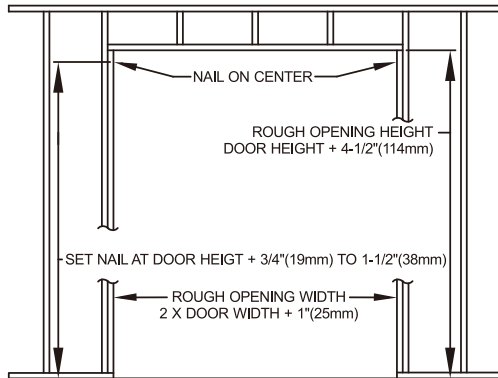 NAIL ON CENTER
ROUGH OPENING HEIGHT
DOOR HEIGHT + 4-1/2"(114mm)
SET NAIL AT DOOR HEIGT + 3/4"(19mm) TO 1-1/2"(38mm)
ROUGH OPENING WIDTH
2 X DOOR WIDTH + 1"(25mm)